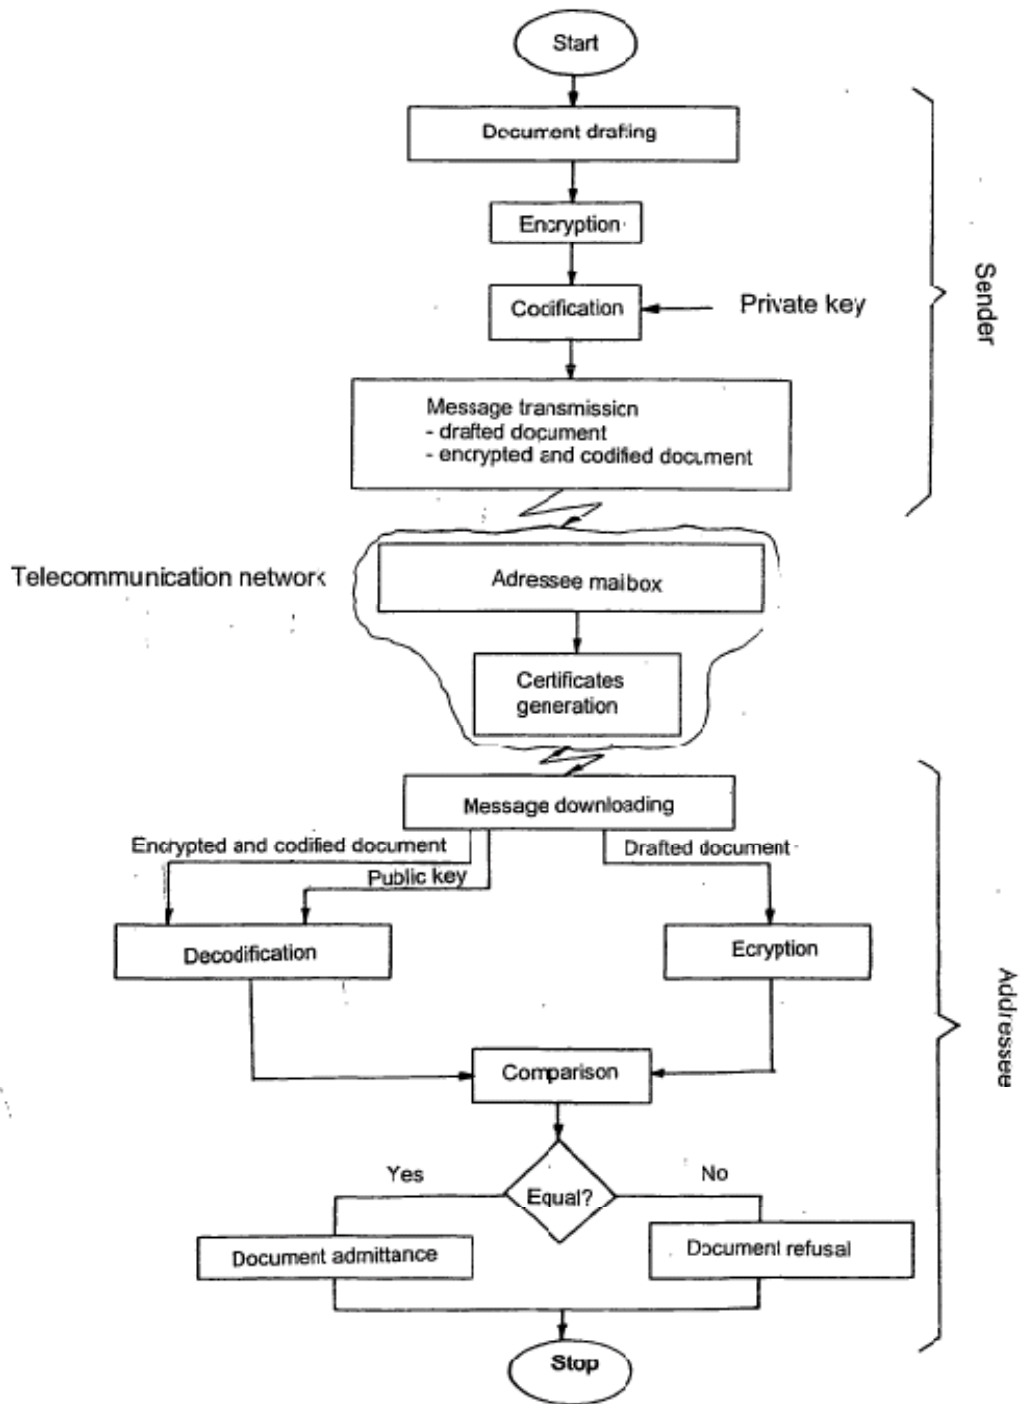 Start
Document drafting
Encryption
Codification
Private key
Sender
Message transmission
- drafted document
- encrypted and codified document
Telecommunication network
Adressee mailbox
Certificates
generation
Message downloading
Encrypted and codified document
Drafted document
Public key
Decodification
Ecryption
Addressee
Comparison
Yes
No
Equal?
Document admittance
Document refusal
Stop